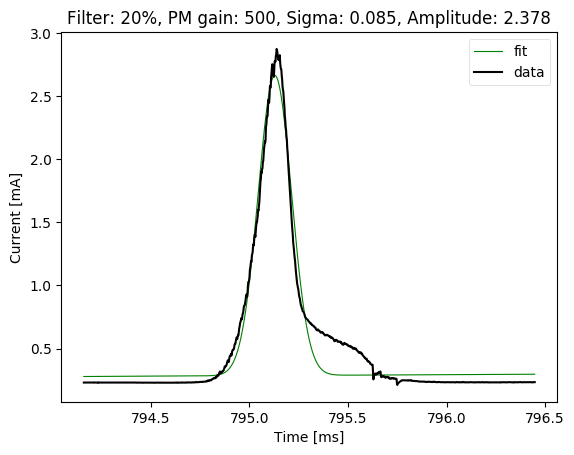 Filter: 20%, PM gain: 500, Sigma: 0.085, Amplitude: 2.378
fit
data
Current [mA]
3.0
2.5
2.0
1.5
1.0
0.5
794.5 795.0 795.5 796.0 796.5
Time [ms]